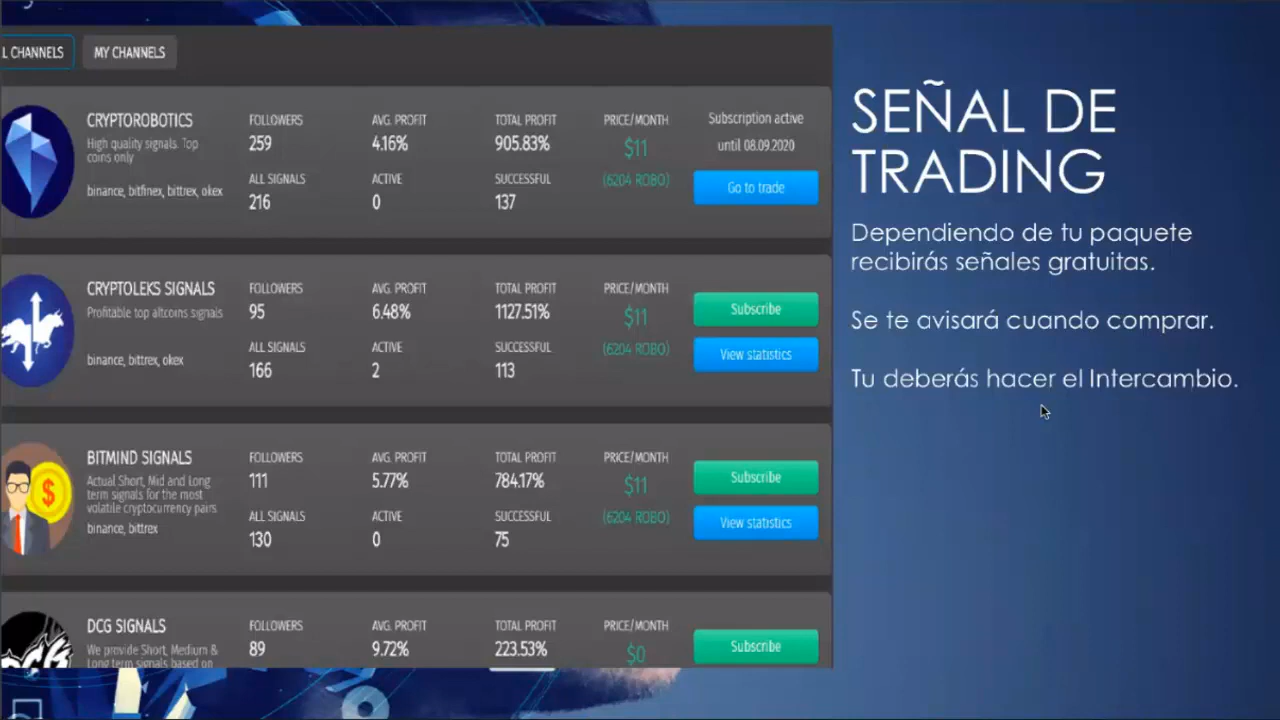 L CHANNELS
MY CHANNELS
CRYPTOROBOTICS
High quality signals. Top
coins only
binance, bitfinex, bittrex, okex
FOLLOWERS
259
AVG. PROFIT
4.16%
TOTAL PROFIT
905.83%
PRICE/MONTH
$11
(6204 ROBO)
ALL SIGNALS
216
ACTIVE
0
SUCCESSFUL
137
Subscription active
until 08.09.2020
Go to trade
CRYPTOLEKS SIGNALS
Profitable top altcoins signals
binance, bittrex, okex
FOLLOWERS
95
AVG. PROFIT
6.48%
TOTAL PROFIT
1127.51%
PRICE/MONTH
$11
(6204 ROBO)
ALL SIGNALS
166
ACTIVE
2
SUCCESSFUL
113
Subscribe
View statistics
BITMIND SIGNALS
Actual Short, Mid and Long
term signals for the most
volatile cryptocurrency pairs
binance, bittrex
FOLLOWERS
111
AVG. PROFIT
5.77%
TOTAL PROFIT
784.17%
PRICE/MONTH
$11
(6204 ROBO)
ALL SIGNALS
130
ACTIVE
0
SUCCESSFUL
75
Subscribe
View statistics
DCG SIGNALS
We provide Short, Medium &
Long term signals based on
FOLLOWERS
89
AVG. PROFIT
9.72%
TOTAL PROFIT
223.53%
PRICE/MONTH
$0
Subscribe
SEÑAL DE
TRADING
Dependiendo de tu paquete
recibirás señales gratuitas.
Se te avisará cuando comprar.
Tu deberás hacer el Intercambio.